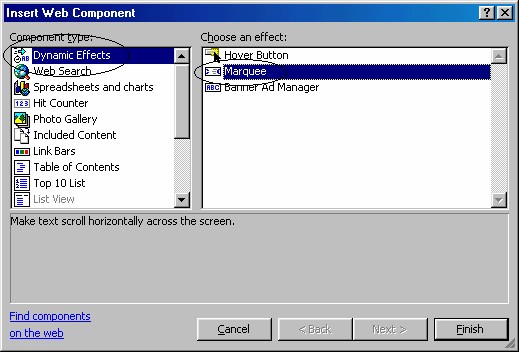 Insert Web Component
Component type:
Dynamic Effects
Web Search
Spreadsheets and charts
Hit Counter
Photo Gallery
Included Content
Link Bars
Table of Contents
Top 10 List
List View
Choose an effect:
Hover Button
Marquee
Banner Ad Manager
Make text scroll horizontally across the screen.
Find components
on the web
Cancel
< Back
Next >
Finish